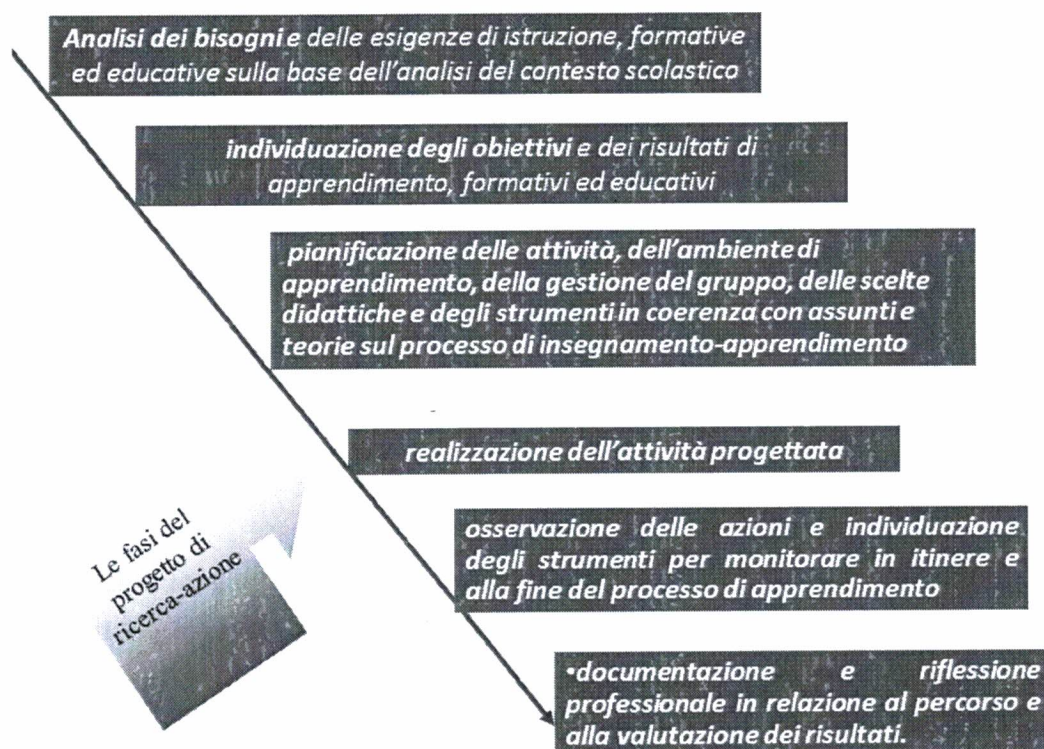 Analisi dei bisogni e delle esigenze di istruzione, formative
ed educative sulla base dell'analisi del contesto scolastico
individuazione degli obiettivi e dei risultati di
apprendimento, formativi ed educativi
pianificazione delle attività, dell'ambiente di
apprendimento, della gestione del gruppo, delle scelte
didattiche e degli strumenti in coerenza con assunti e
teorie sul processo di insegnamento-apprendimento
realizzazione dell'attività progettata
osservazione delle azioni e individuazione
degli strumenti per monitorare in itinere e
alla fine del processo di apprendimento
•documentazione e riflessione
professionale in relazione al percorso e
alla valutazione dei risultati.
Le fasi del
progetto di
ricerca-azione